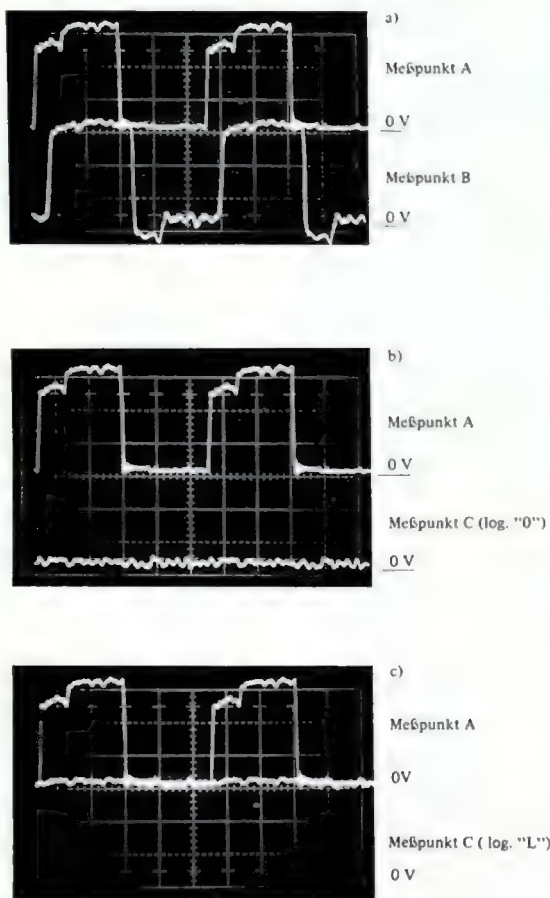 a)
Meßpunkt A
0 V
Meßpunkt B
0 V
b)
Meßpunkt A
0 V
Meßpunkt C (log. "0")
0 V
c)
Meßpunkt A
0V
Meßpunkt C ( log. "L")
0 V